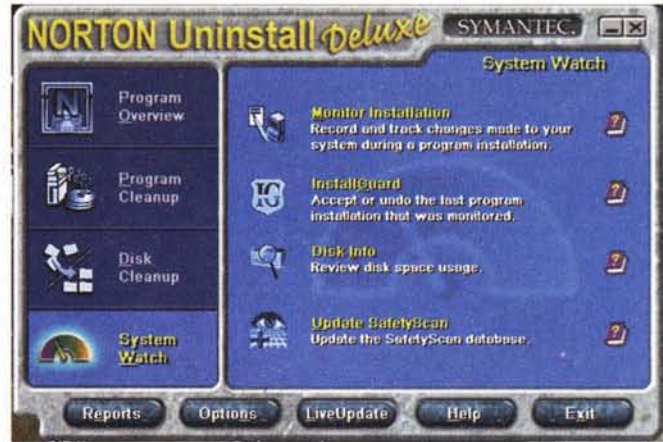 NORTON Uninstall Deluxe
SYMANTEC.
System Watch
Program
Overview
Program
Cleanup
Disk
Cleanup
System
Watch
Monitor Installation
Record and track changes made to your
system during a program installation.
InstallGuard
Accept or undo the last program
installation that was monitored.
Disk Info
Review disk space usage.
Update SafetyScan
Update the SafetyScan database.
Reports
Options
LiveUpdate
Help
Exit